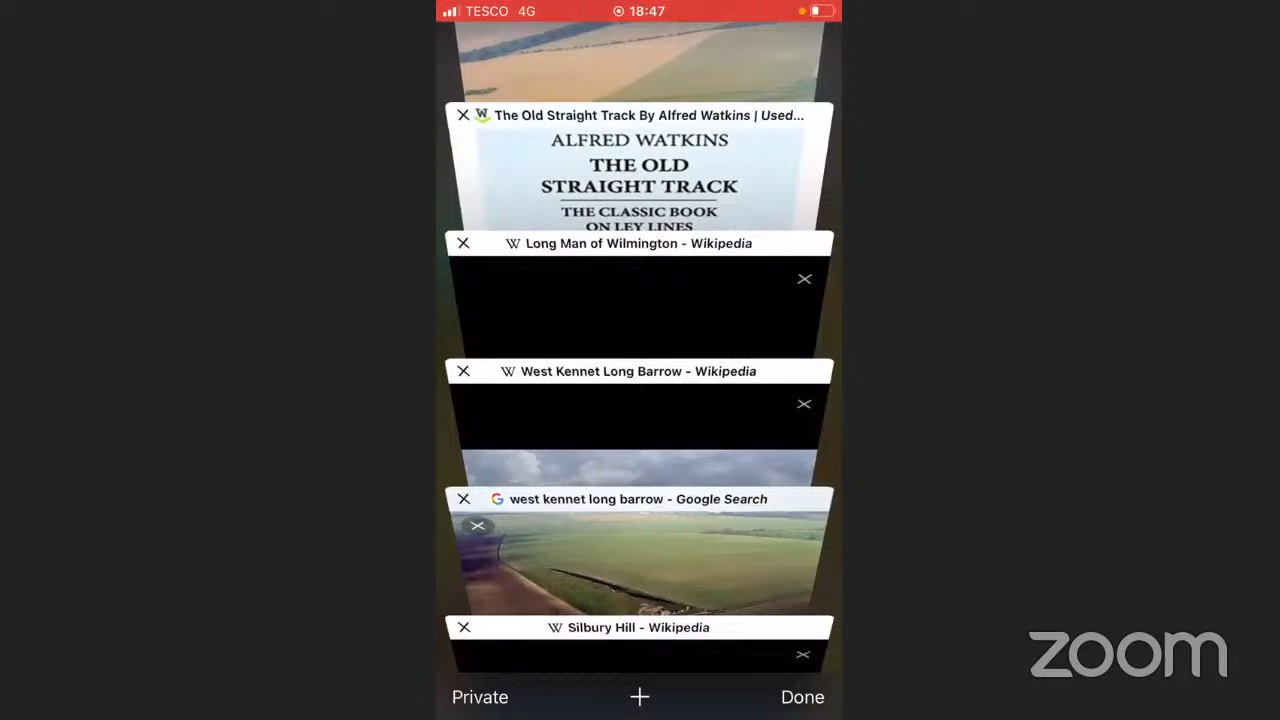 TESCO 4G 18:47
The Old Straight Track By Alfred Watkins | Used...
ALFRED WATKINS
THE OLD
STRAIGHT TRACK
THE CLASSIC BOOK
ON LEY LINES
W Long Man of Wilmington - Wikipedia
W West Kennet Long Barrow - Wikipedia
G west kennet long barrow - Google Search
W Silbury Hill - Wikipedia
Private + Done
zoom